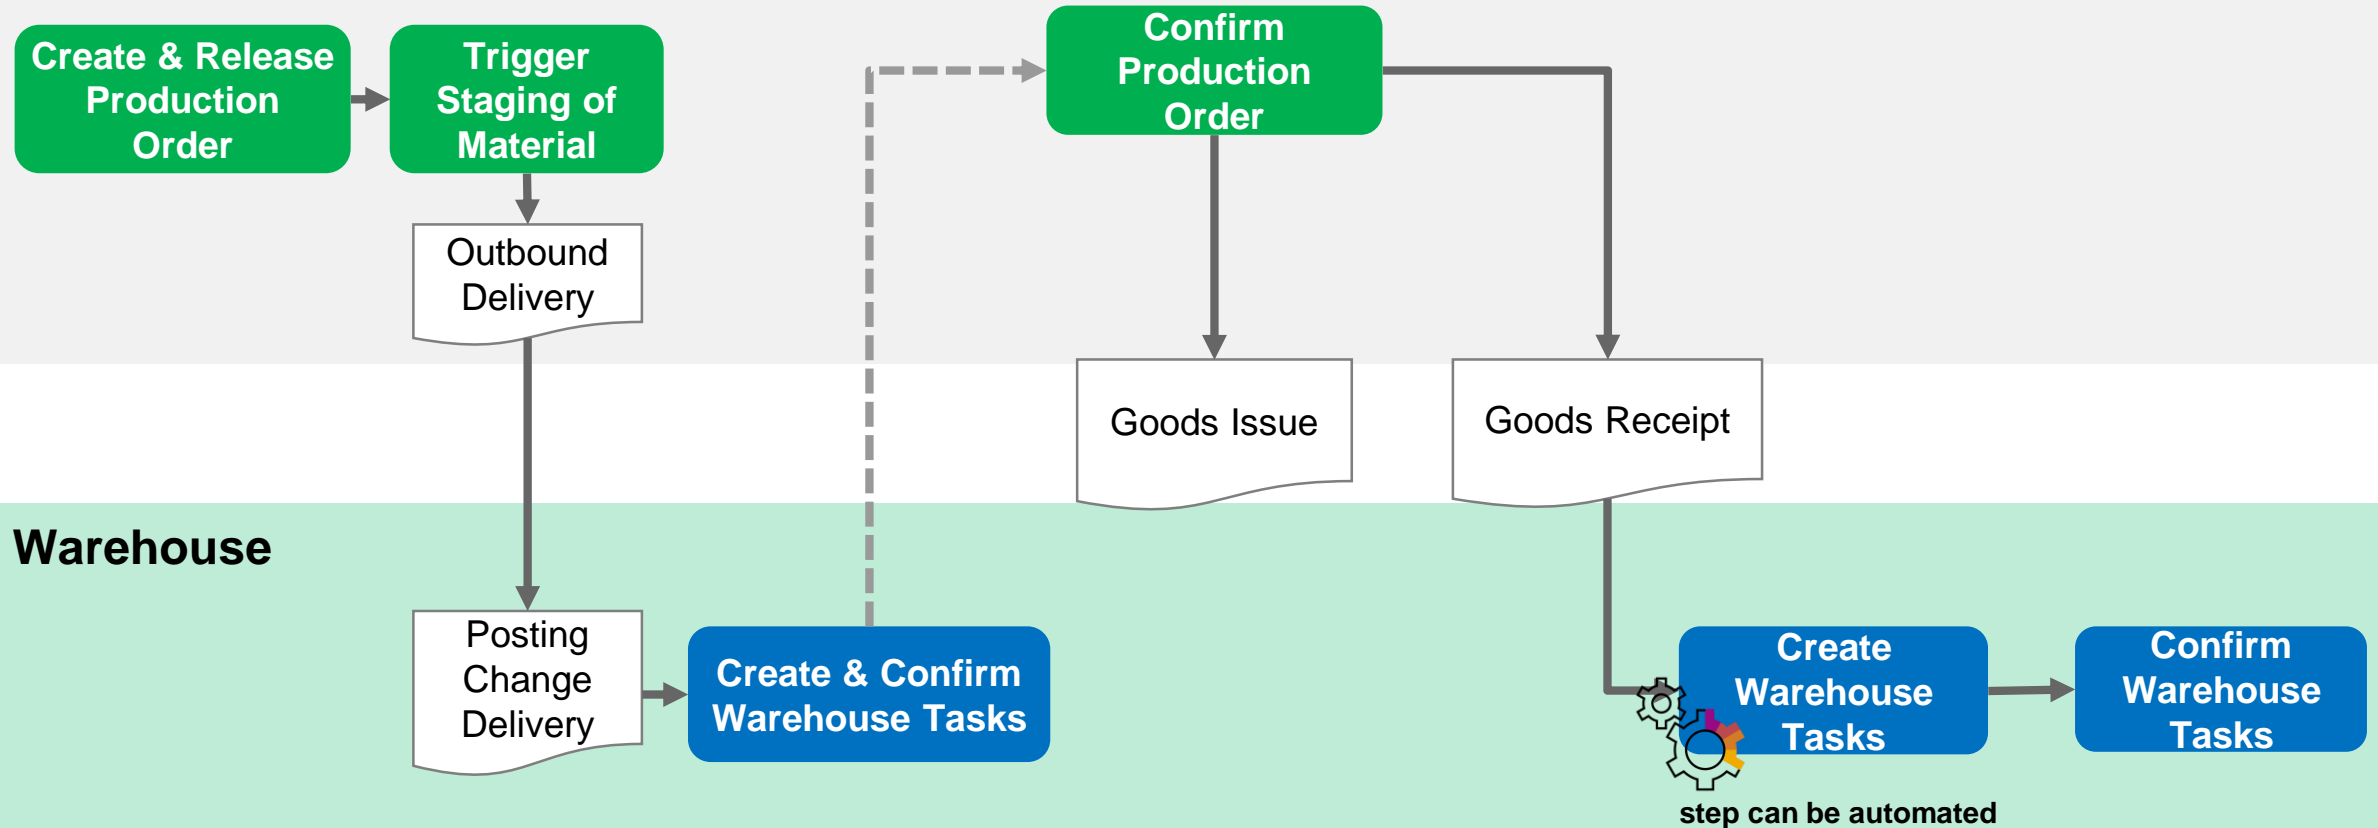 Create & Release
Production
Order
Trigger
Staging of
Material
Confirm
Production
Order
Outbound
Delivery
Goods Issue
Goods Receipt
Warehouse
Posting
Change
Delivery
Create & Confirm
Warehouse Tasks
Create
Warehouse
Tasks
Confirm
Warehouse
Tasks
step can be automated